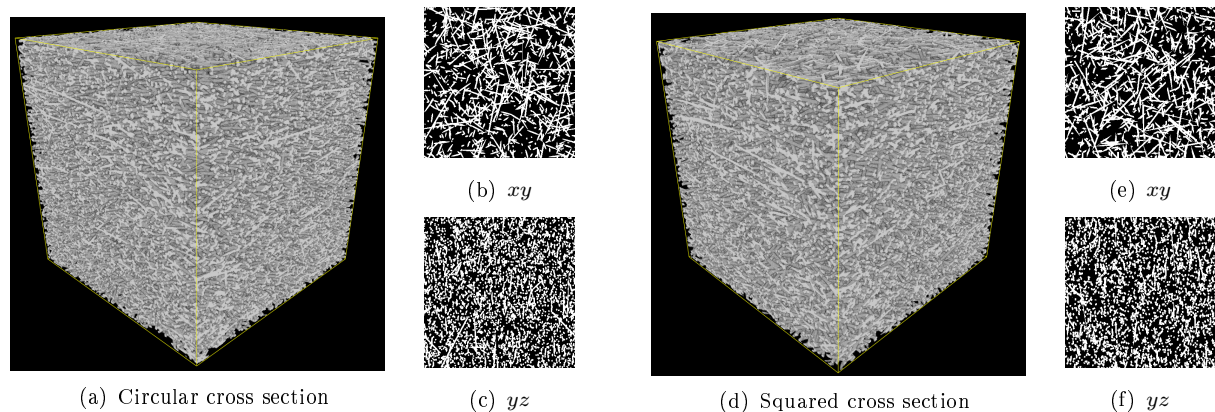 (a) Circular cross section
(b) xy
(c) yz
(d) Squared cross section
(e) xy
(f) yz